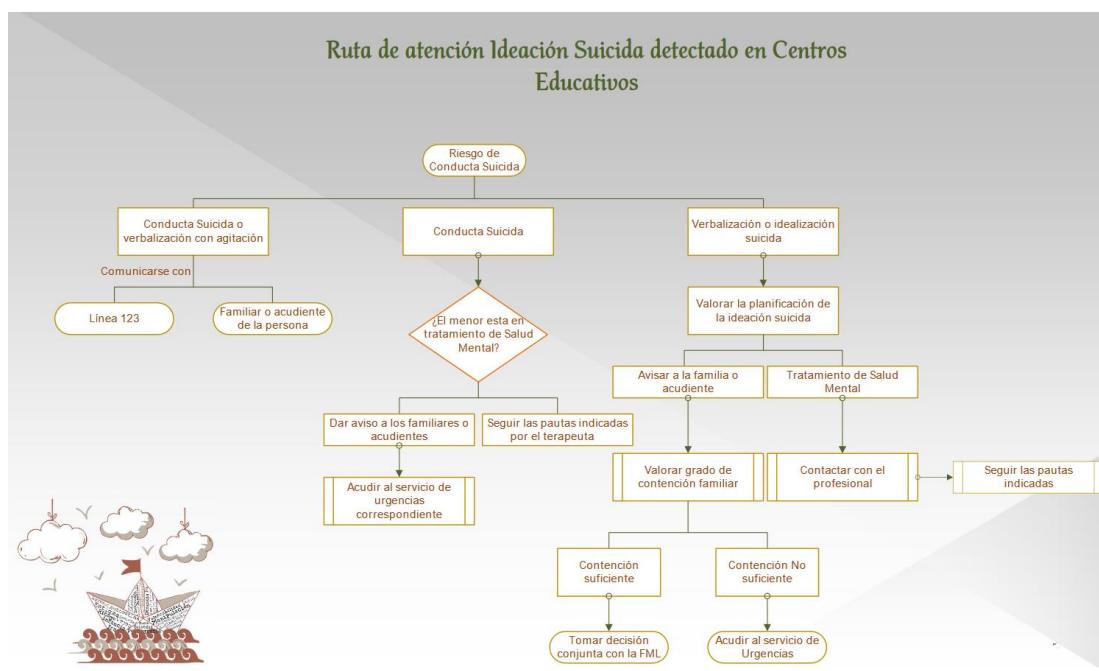 Ruta de atención Ideación Suicida detectado en Centros
Educativos
Riesgo de
Conducta Suicida
Conducta Suicida o
verbalización con agitación
Conducta Suicida
Verbalización o idealización
suicida
Comunicarse con
Línea 123
Familiar o acudiente
de la persona
¿El menor esta en
tratamiento de Salud
Mental?
Valorar la planificación de
la ideación suicida
Avisar a la familia o
acudiente
Tratamiento de Salud
Mental
Dar aviso a los familiares o
acudientes
Seguir las pautas indicadas
por el terapeuta
Acudir al servicio de
urgencias
correspondiente
Valorar grado de
contención familiar
Contactar con el
profesional
Seguir las pautas
indicadas
Contención
suficiente
Contención No
suficiente
Tomar decisión
conjunta con la FML
Acudir al servicio de
Urgencias